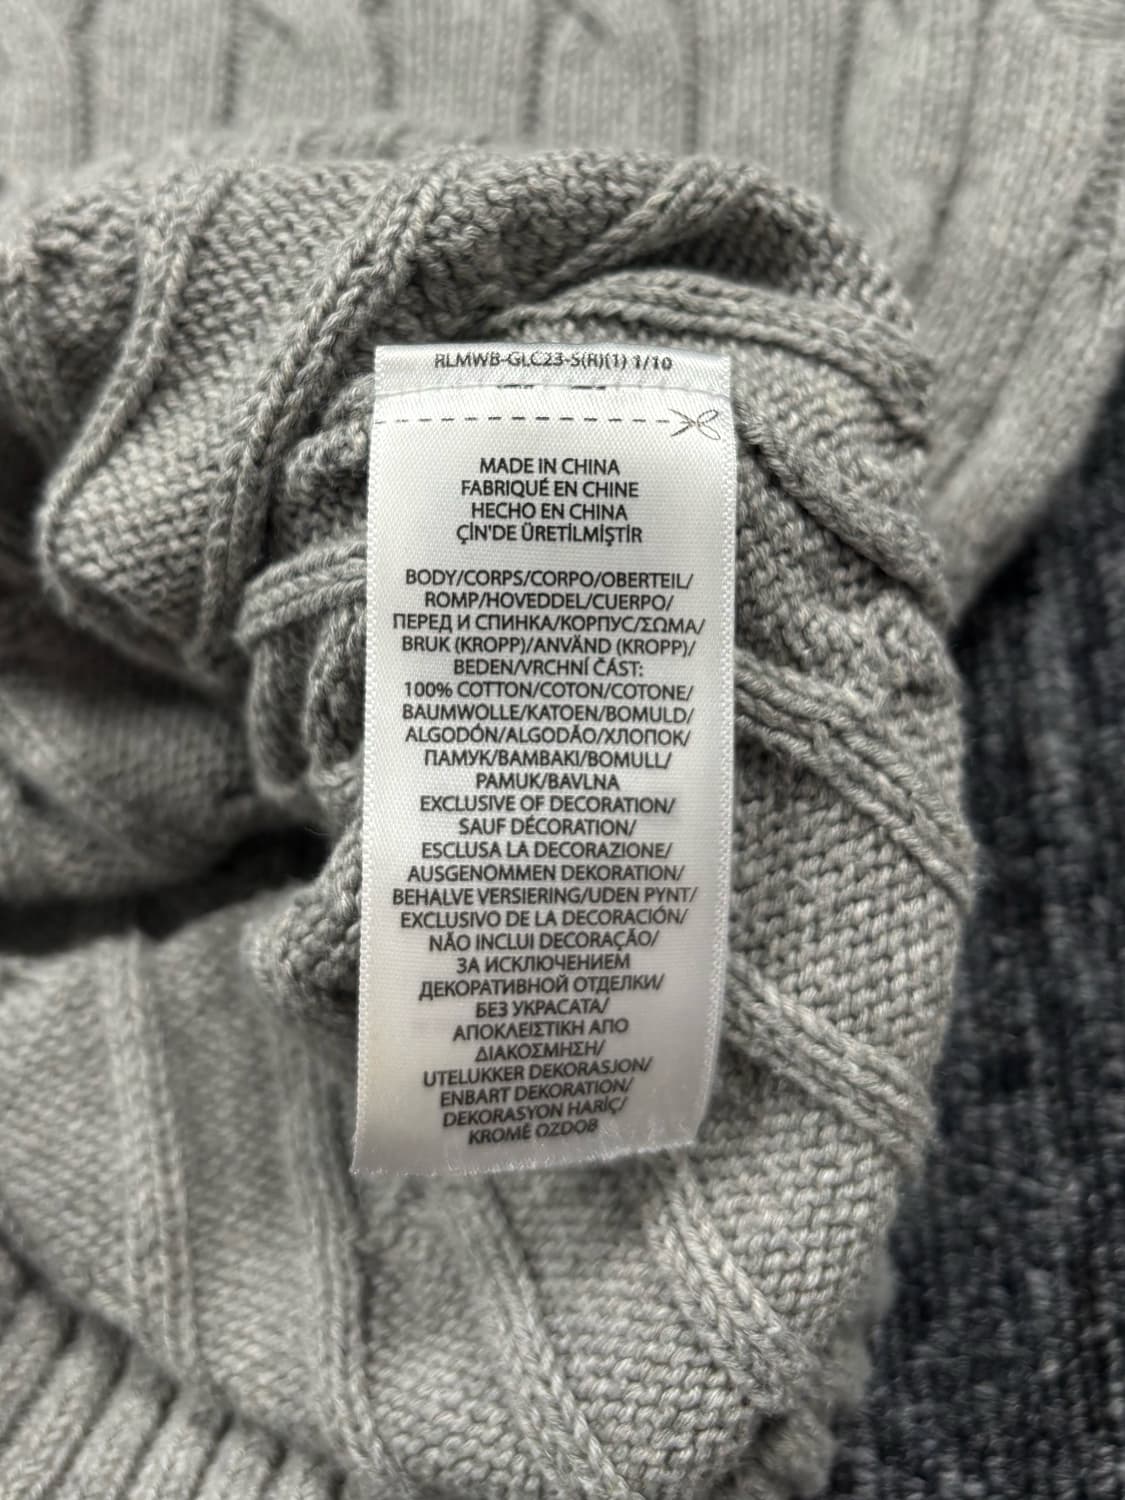 RLMWB-GLC23-S(R)(1) 1/10
MADE IN CHINA
FABRIQUÉ EN CHINE
HECHO EN CHINA
ÇİN'DE ÜRETİLMİŞTİR
BODY/CORPS/CORPO/OBERTEIL/
ROMP/HOVEDDEL/CUERPO/
ПЕРЕД И СПИНКА/КОРПУС/ΣΩΜΑ/
BRUK (KROPP)/ANVÄND (KROPP)/
BEDEN/VRCHNÍ ČÁST:
100% COTTON/COTON/COTONE/
BAUMWOLLE/KATOEN/BOMULD/
ALGODÓN/ALGODÃO/ХЛОПОК/
ПАМУК/ΒΑΜΒΑΚΙ/BOMULL/
PAMUK/BAVLNA
EXCLUSIVE OF DECORATION/
SAUF DÉCORATION/
ESCLUSA LA DECORAZIONE/
AUSGENOMMEN DEKORATION/
BEHALVE VERSIERING/UDEN PYNT/
EXCLUSIVO DE LA DECORACIÓN/
NÃO INCLUI DECORAÇÃO/
ЗА ИСКЛЮЧЕНИЕМ
ДЕКОРАТИВНОЙ ОТДЕЛКИ/
БЕЗ УКРАСАТА/
ΑΠΟΚΛΕΙΣΤΙΚΗ ΑΠΟ
ΔΙΑΚΟΣΜΗΣΗ/
UTELUKKER DEKORASJON/
ENBART DEKORATION/
DEKORASYON HARİÇ/
KROMĚ OZDOB